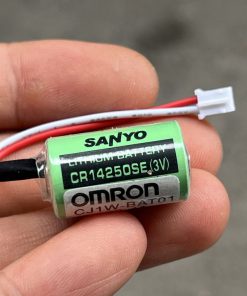 SANYO
LITHIUM BATTERY
CR14250SE (3V)
OMRON
CJ1W-BAT01